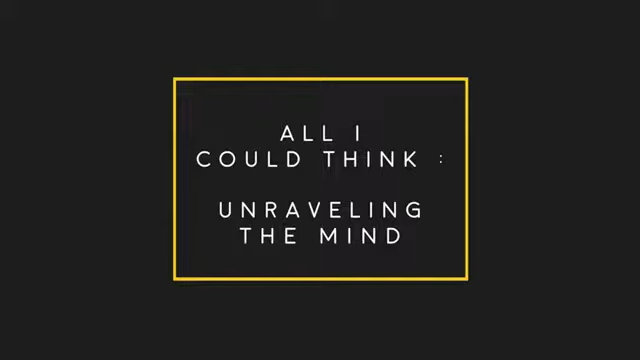 ALL I
COULD THINK :
UNRAVELING
THE MIND